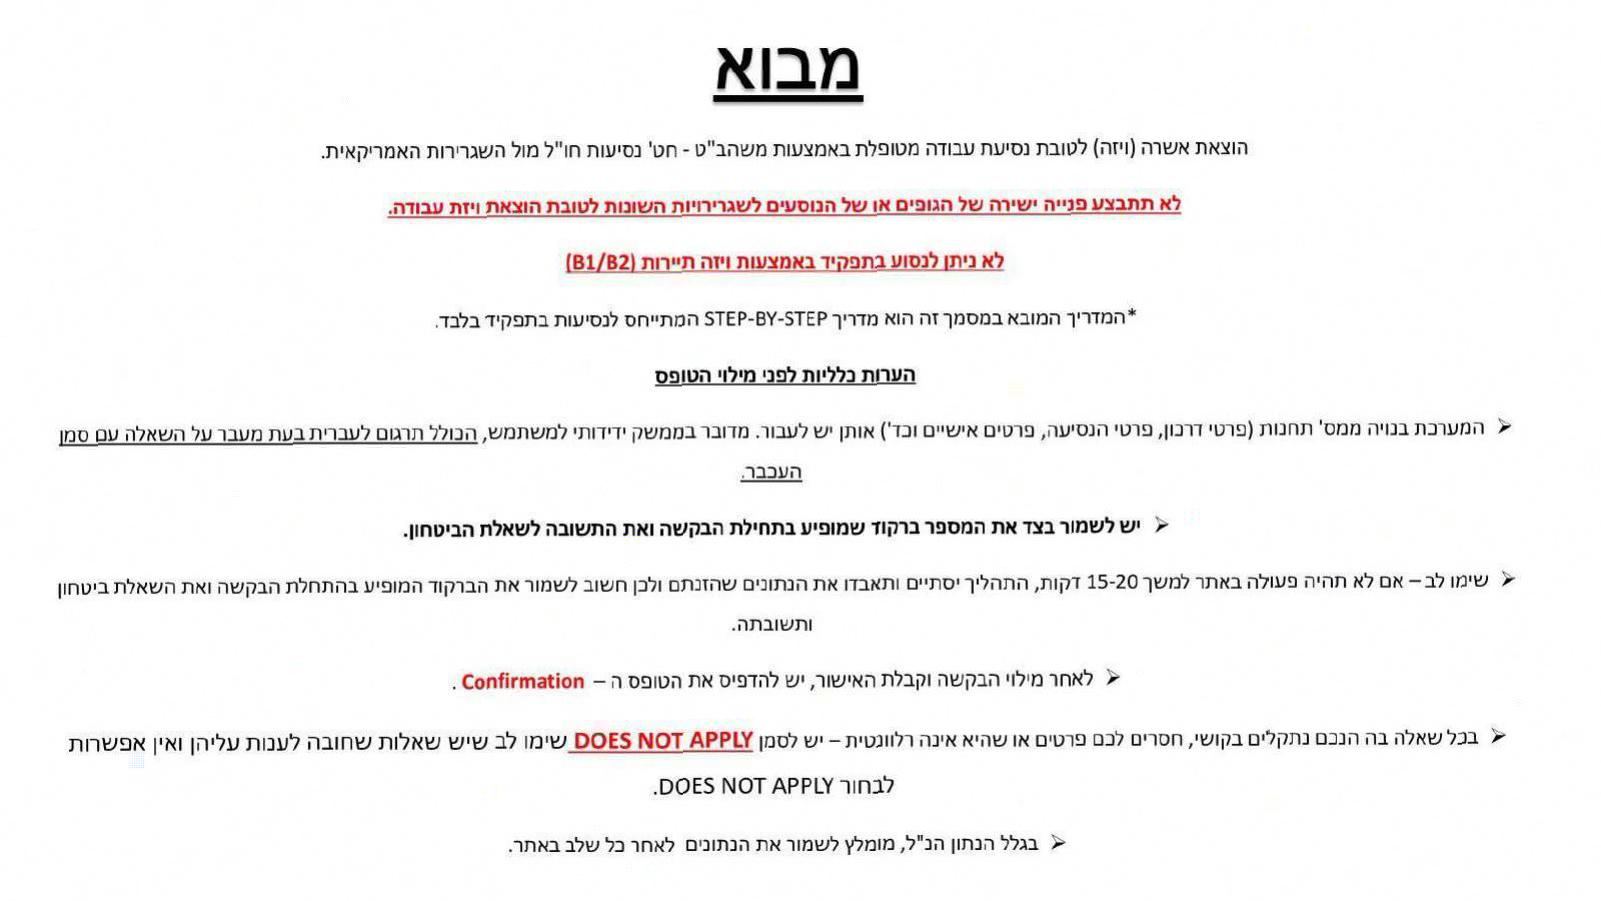 מבוא
הוצאת אשרה (ויזה) לטובת נסיעת עבודה מטופלת באמצעות משהב"ט - חט' נסיעות חו"ל מול השגרירות האמריקאית.
לא תתבצע פנייה ישירה של הגופים או של הנוסעים לשגרירויות השונות לטובת הוצאת ויזת עבודה.
לא ניתן לנסוע בתפקיד באמצעות ויזה תיירות (B1/B2)
*המדריך המובא במסמך זה הוא מדריך STEP-BY-STEP המתייחס לנסיעות בתפקיד בלבד.
הערות כלליות לפני מילוי הטופס
➢ המערכת בנויה ממס' תחנות (פרטי דרכון, פרטי הנסיעה, פרטים אישיים וכד') אותן יש לעבור. מדובר בממשק ידידותי למשתמש, הכולל תרגום לעברית בעת מעבר על השאלה עם סמן
העכבר.
➢ יש לשמור בצד את המספר ברקוד שמופיע בתחילת הבקשה ואת התשובה לשאלת הביטחון.
➢ שימו לב – אם לא תהיה פעולה באתר למשך 15-20 דקות, התהליך יסתיים ותאבדו את הנתונים שהזנתם ולכן חשוב לשמור את הברקוד המופיע בהתחלת הבקשה ואת השאלת ביטחון
ותשובתה.
➢ לאחר מילוי הבקשה וקבלת האישור, יש להדפיס את הטופס ה – Confirmation .
➢ בכל שאלה בה הנכם נתקלים בקושי, חסרים לכם פרטים או שהיא אינה רלוונטית – יש לסמן DOES NOT APPLY שימו לב שיש שאלות שחובה לענות עליהן ואין אפשרות
לבחור DOES NOT APPLY.
➢ בגלל הנתון הנ"ל, מומלץ לשמור את הנתונים לאחר כל שלב באתר.